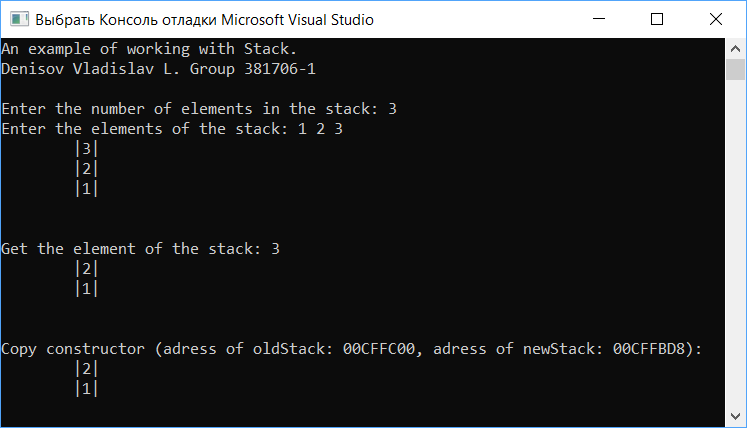 Выбрать Консоль отладки Microsoft Visual Studio
An example of working with Stack.
Denisov Vladislav L. Group 381706-1
Enter the number of elements in the stack: 3
Enter the elements of the stack: 1 2 3
|3|
|2|
|1|
Get the element of the stack: 3
|2|
|1|
Copy constructor (adress of oldStack: 00CFFC00, adress of newStack: 00CFFBD8):
|2|
|1|